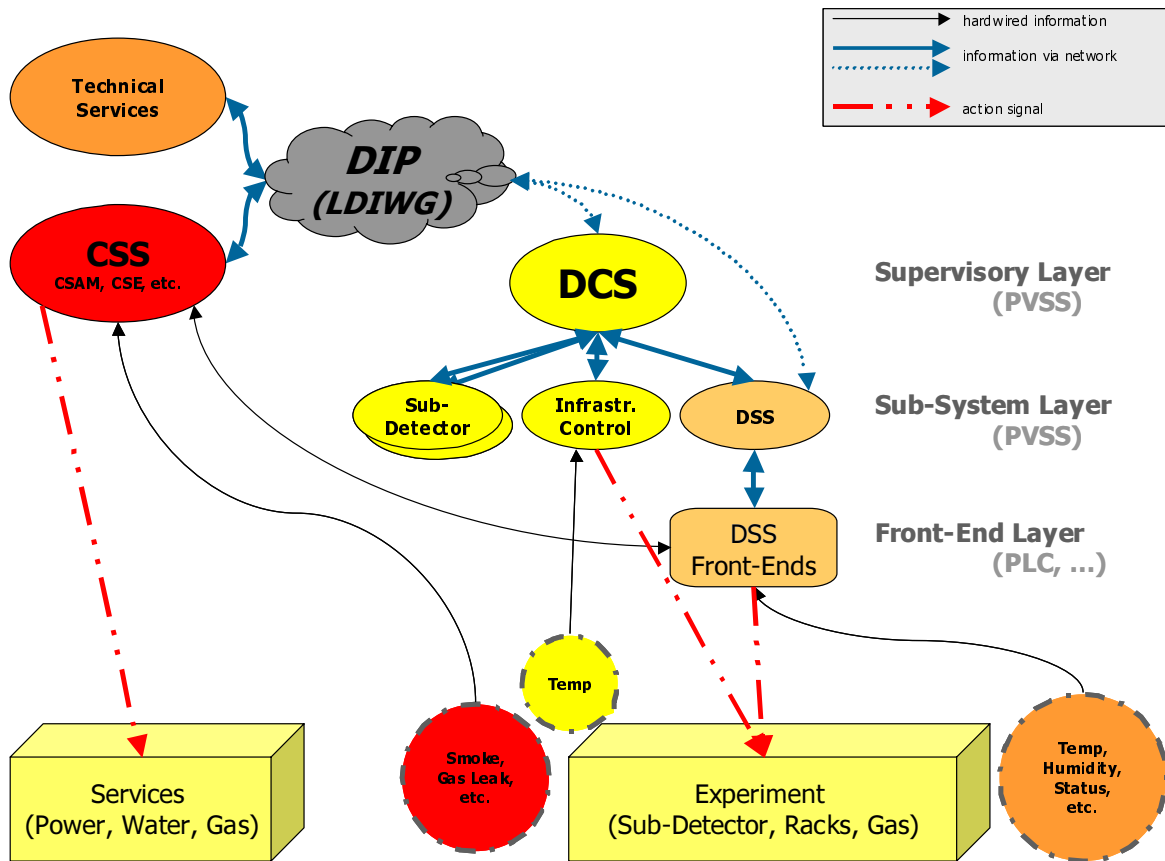 hardwired information
information via network
action signal
Technical
Services
DIP
(LDIWG)
CSS
CSAM, CSE, etc.
DCS
Supervisory Layer
(PVSS)
Sub-
Detector
Infrastr.
Control
DSS
Sub-System Layer
(PVSS)
DSS
Front-Ends
Front-End Layer
(PLC, ...)
Temp
Smoke,
Gas Leak,
etc.
Temp,
Humidity,
Status,
etc.
Services
(Power, Water, Gas)
Experiment
(Sub-Detector, Racks, Gas)